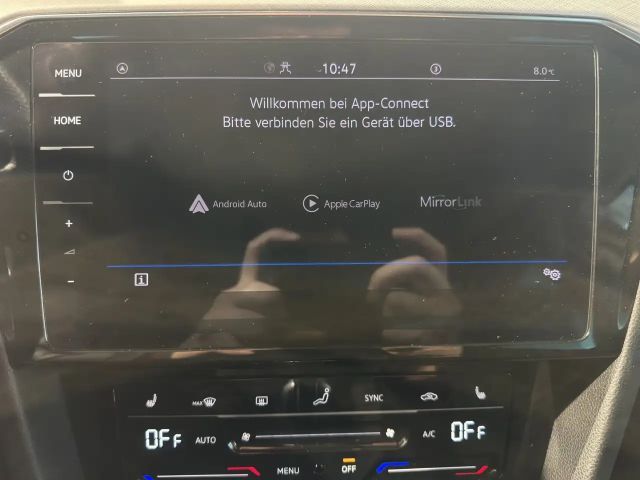 MENU
10:47
8.0°C
HOME
Willkommen bei App-Connect
Bitte verbinden Sie ein Gerät über USB.
Android Auto
Apple CarPlay
MirrorLink
+
-
i
MAX
SYNC
OFF
AUTO
A/C
OFF
MENU
OFF